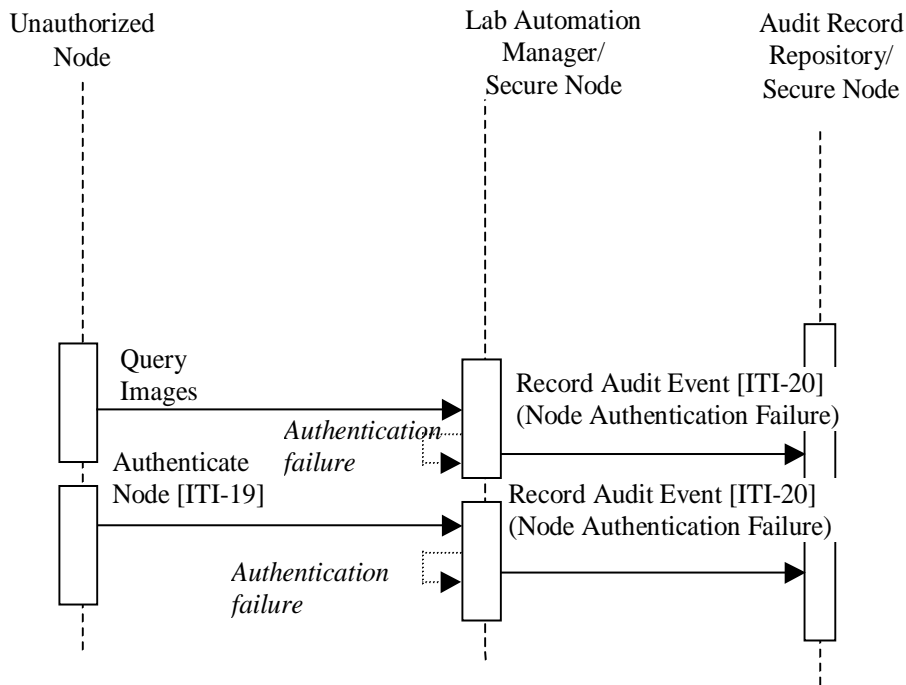 Unauthorized
Node
Lab Automation
Manager/
Secure Node
Audit Record
Repository/
Secure Node
Query
Images
Record Audit Event [ITI-20]
(Node Authentication Failure)
Authentication
failure
Authenticate
Node [ITI-19]
Record Audit Event [ITI-20]
(Node Authentication Failure)
Authentication
failure